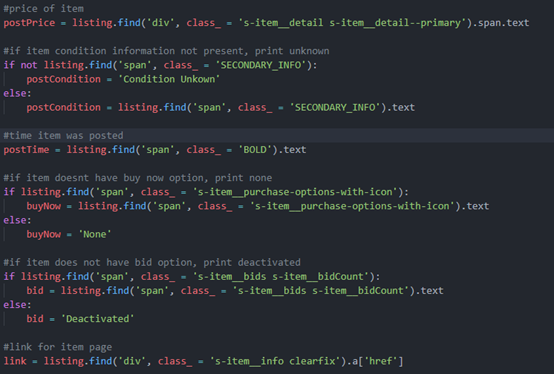 #price of item
postPrice = listing.find('div', class_ = 's-item__detail s-item__detail--primary').span.text
#if item condition information not present, print unknown
if not listing.find('span', class_ = 'SECONDARY_INFO'):
postCondition = 'Condition Unkown'
else:
postCondition = listing.find('span', class_ = 'SECONDARY_INFO').text
#time item was posted
postTime = listing.find('span', class_ = 'BOLD').text
#if item doesnt have buy now option, print none
if listing.find('span', class_ = 's-item__purchase-options-with-icon'):
buyNow = listing.find('span', class_ = 's-item__purchase-options-with-icon').text
else:
buyNow = 'None'
#if item does not have bid option, print deactivated
if listing.find('span', class_ = 's-item__bids s-item__bidCount'):
bid = listing.find('span', class_ = 's-item__bids s-item__bidCount').text
else:
bid = 'Deactivated'
#link for item page
link = listing.find('div', class_ = 's-item__info clearfix').a['href']